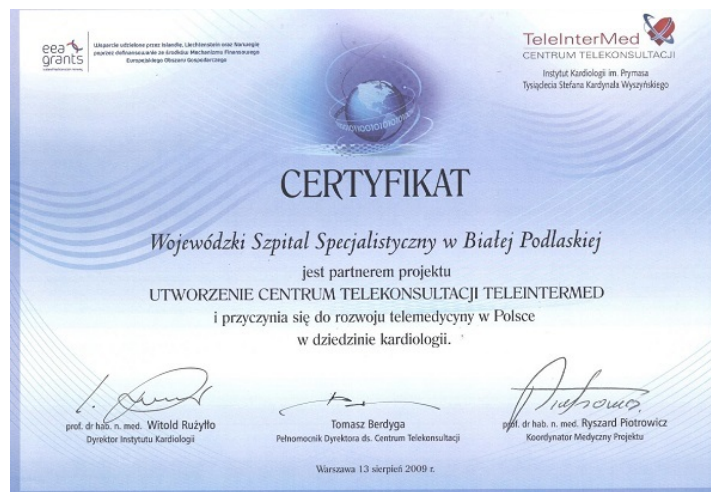 eea grants
Wsparcie udzielone przez Islandię, Liechtenstein oraz Norwegię
poprzez dofinansowanie ze środków Mechanizmu Finansowego
Europejskiego Obszaru Gospodarczego
TeleInterMed
CENTRUM TELEKONSULTACJI
Instytut Kardiologii im. Prymasa
Tysiąclecia Stefana Kardynała Wyszyńskiego
CERTYFIKAT
Wojewódzki Szpital Specjalistyczny w Białej Podlaskiej
jest partnerem projektu
UTWORZENIE CENTRUM TELEKONSULTACJI TELEINTERMED
i przyczynia się do rozwoju telemedycyny w Polsce
w dziedzinie kardiologii.
prof. dr hab. n. med. Witold Rużyłło
Dyrektor Instytutu Kardiologii
Tomasz Berdyga
Pełnomocnik Dyrektora ds. Centrum Telekonsultacji
prof. dr hab. n. med. Ryszard Piotrowicz
Koordynator Medyczny Projektu
Warszawa 13 sierpień 2009 r.